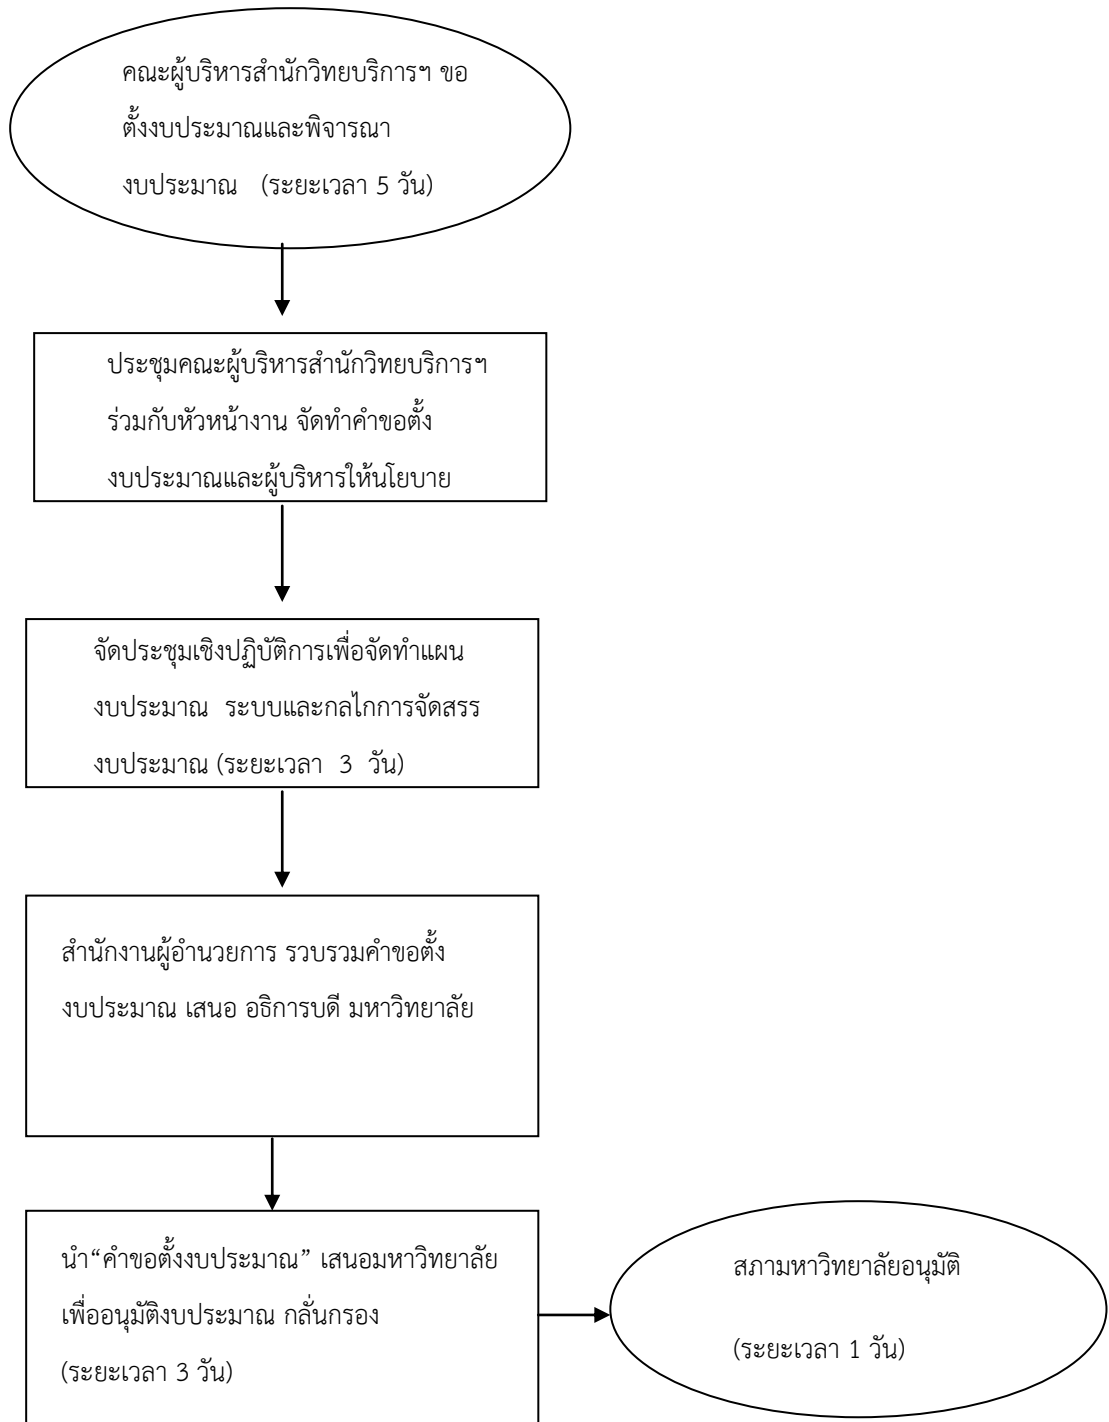 คณะผู้บริหารสำนักวิทยบริการฯ ขอ
ตั้งงบประมาณและพิจารณา
งบประมาณ (ระยะเวลา 5 วัน)
ประชุมคณะผู้บริหารสำนักวิทยบริการฯ
ร่วมกับหัวหน้างาน จัดทำคำขอตั้ง
งบประมาณและผู้บริหารให้นโยบาย
จัดประชุมเชิงปฏิบัติการเพื่อจัดทำแผน
งบประมาณ ระบบและกลไกการจัดสรร
งบประมาณ (ระยะเวลา 3 วัน)
สำนักงานผู้อำนวยการ รวบรวมคำขอตั้ง
งบประมาณ เสนอ อธิการบดี มหาวิทยาลัย
นำ“คำขอตั้งงบประมาณ” เสนอมหาวิทยาลัย
เพื่ออนุมัติงบประมาณ กลั่นกรอง
(ระยะเวลา 3 วัน)
สภามหาวิทยาลัยอนุมัติ
(ระยะเวลา 1 วัน)